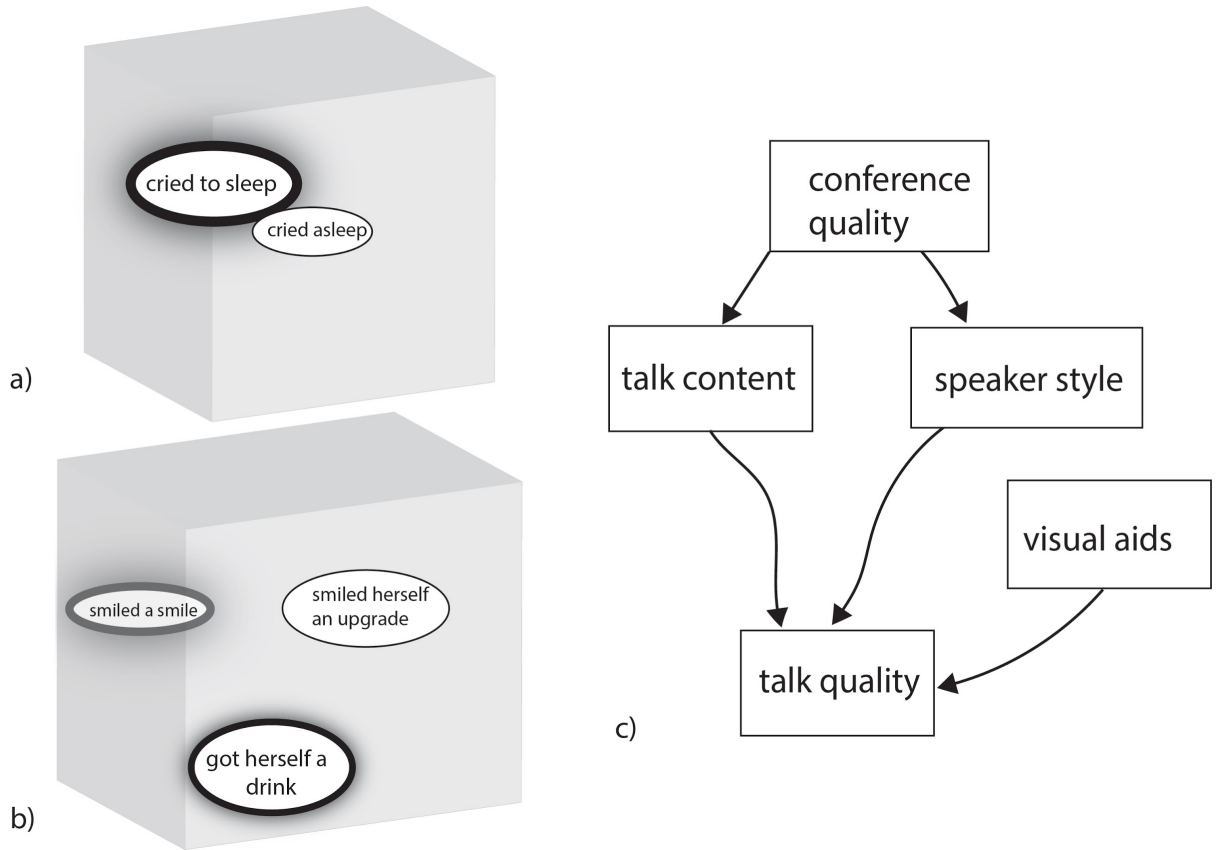 cried to sleep
cried asleep
a)
smiled a smile
smiled herself
an upgrade
got herself a
drink
b)
conference
quality
talk content
speaker style
visual aids
talk quality
c)